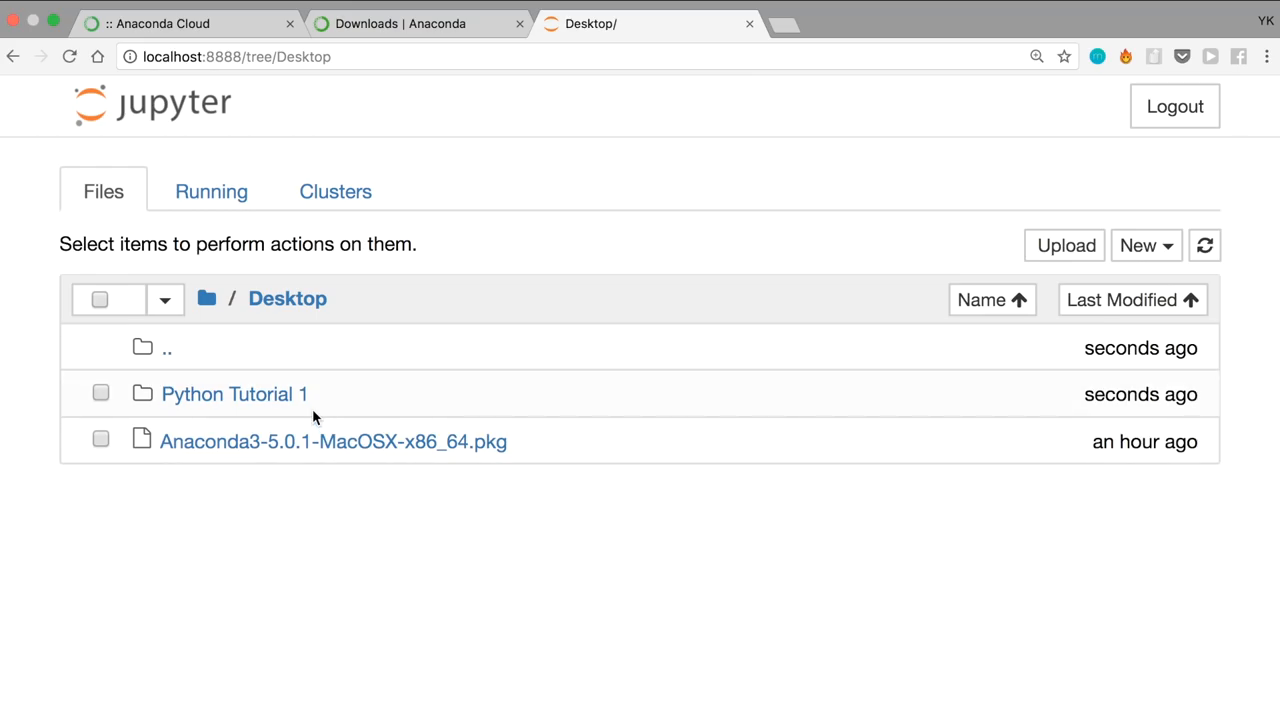 :: Anaconda Cloud
Downloads | Anaconda
Desktop/
YK
localhost:8888/tree/Desktop
jupyter
Logout
Files
Running
Clusters
Select items to perform actions on them.
Upload
New
/ Desktop
Name
Last Modified
..
seconds ago
Python Tutorial 1
seconds ago
Anaconda3-5.0.1-MacOSX-x86_64.pkg
an hour ago